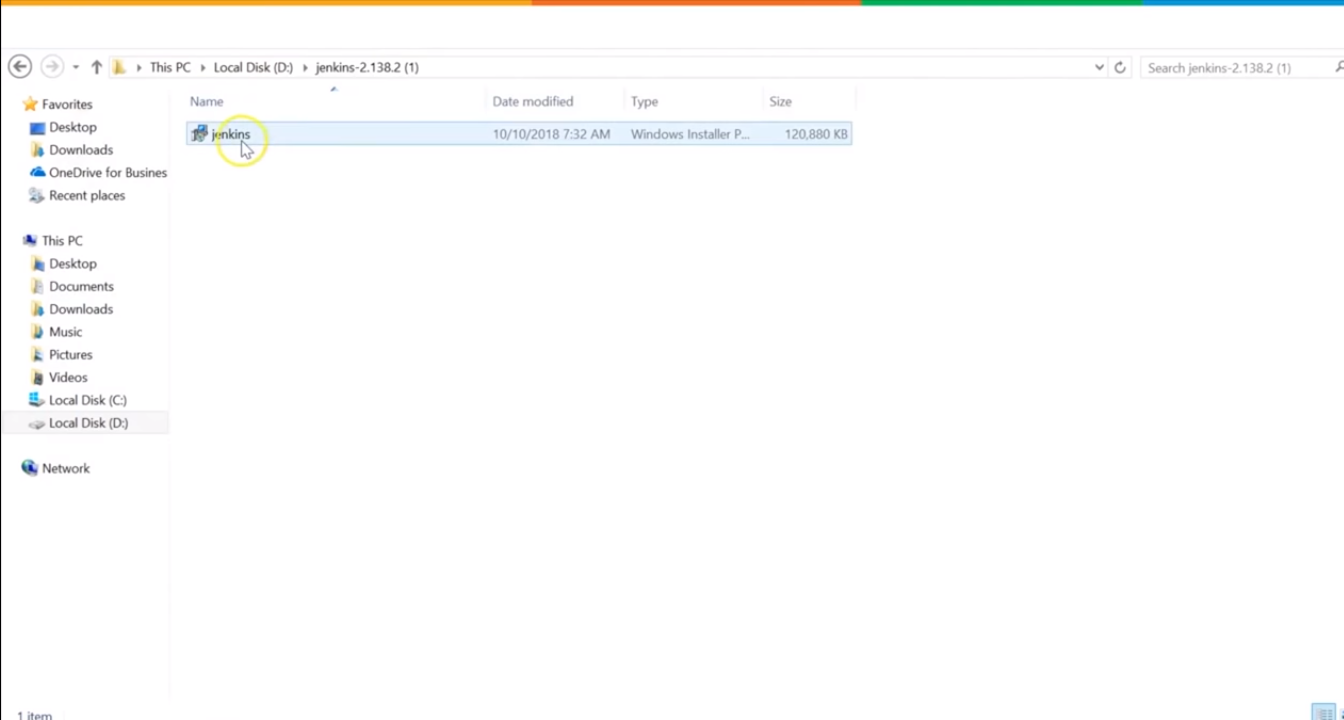 This PC Local Disk (D:) jenkins-2.138.2 (1)
Search jenkins-2.138.2 (1)
Name Date modified Type Size
jenkins 10/10/2018 7:32 AM Windows Installer P... 120,880 KB
Favorites
Desktop
Downloads
OneDrive for Busines
Recent places
This PC
Desktop
Documents
Downloads
Music
Pictures
Videos
Local Disk (C:)
Local Disk (D:)
Network
1 item